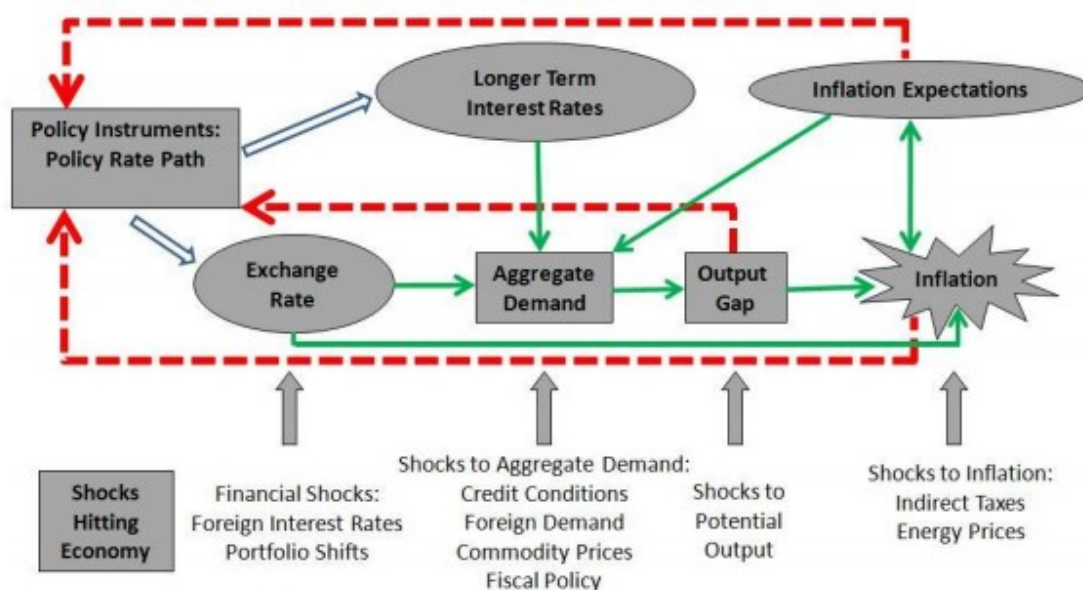 Longer Term
Interest Rates
Inflation Expectations
Policy Instruments:
Policy Rate Path
Exchange
Rate
Aggregate
Demand
Output
Gap
Inflation
Shocks
Hitting
Economy
Financial Shocks:
Foreign Interest Rates
Portfolio Shifts
Shocks to Aggregate Demand:
Credit Conditions
Foreign Demand
Commodity Prices
Fiscal Policy
Shocks to
Potential
Output
Shocks to Inflation:
Indirect Taxes
Energy Prices